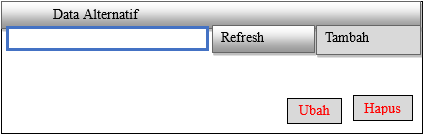 Data Alternatif
Refresh Tambah
Ubah Hapus